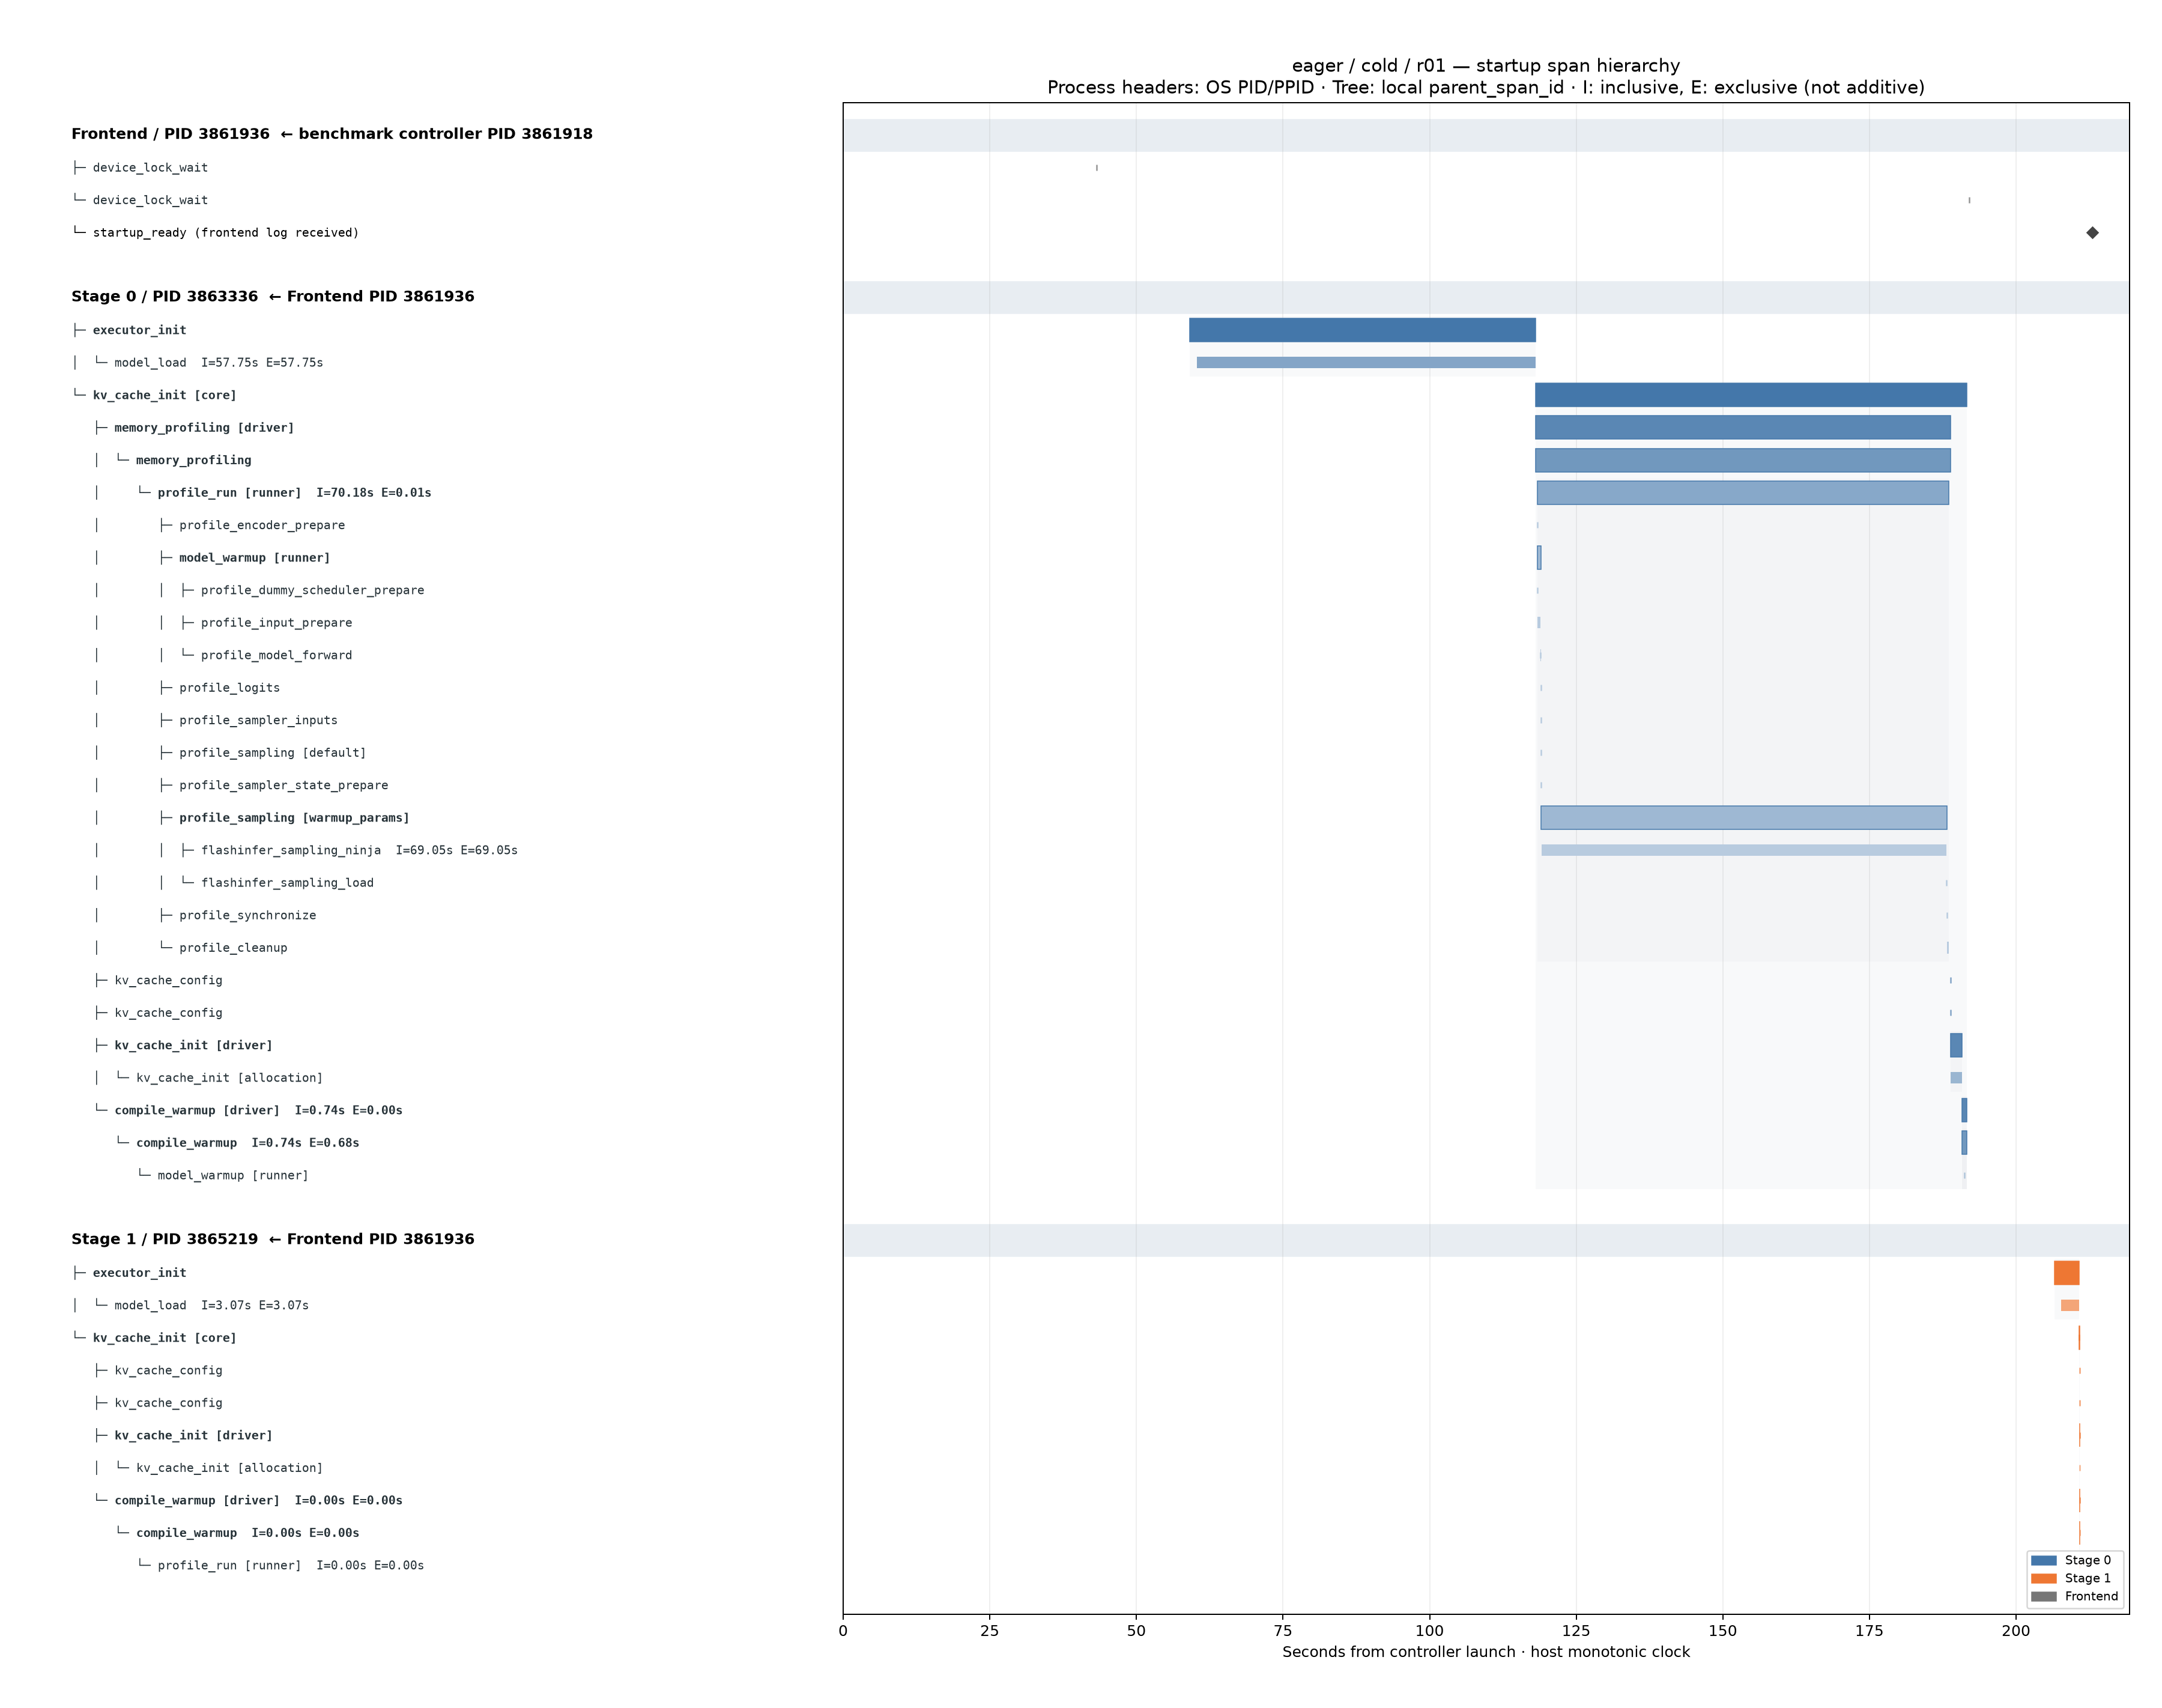 eager / cold / r01 — startup span hierarchy
Process headers: OS PID/PPID · Tree: local parent_span_id · I: inclusive, E: exclusive (not additive)
Frontend / PID 3861936 ← benchmark controller PID 3861918
├─ device_lock_wait
└─ device_lock_wait
└─ startup_ready (frontend log received)
Stage 0 / PID 3863336 ← Frontend PID 3861936
├─ executor_init
│  └─ model_load  I=57.75s E=57.75s
└─ kv_cache_init [core]
   ├─ memory_profiling [driver]
   │  └─ memory_profiling
   │     └─ profile_run [runner]  I=70.18s E=0.01s
   │        ├─ profile_encoder_prepare
   │        ├─ model_warmup [runner]
   │        │  ├─ profile_dummy_scheduler_prepare
   │        │  ├─ profile_input_prepare
   │        │  └─ profile_model_forward
   │        ├─ profile_logits
   │        ├─ profile_sampler_inputs
   │        ├─ profile_sampling [default]
   │        ├─ profile_sampler_state_prepare
   │        ├─ profile_sampling [warmup_params]
   │        │  ├─ flashinfer_sampling_ninja  I=69.05s E=69.05s
   │        │  └─ flashinfer_sampling_load
   │        ├─ profile_synchronize
   │        └─ profile_cleanup
   ├─ kv_cache_config
   ├─ kv_cache_config
   ├─ kv_cache_init [driver]
   │  └─ kv_cache_init [allocation]
   └─ compile_warmup [driver]  I=0.74s E=0.00s
      └─ compile_warmup  I=0.74s E=0.68s
         └─ model_warmup [runner]
Stage 1 / PID 3865219 ← Frontend PID 3861936
├─ executor_init
│  └─ model_load  I=3.07s E=3.07s
└─ kv_cache_init [core]
   ├─ kv_cache_config
   ├─ kv_cache_config
   ├─ kv_cache_init [driver]
   │  └─ kv_cache_init [allocation]
   └─ compile_warmup [driver]  I=0.00s E=0.00s
      └─ compile_warmup  I=0.00s E=0.00s
         └─ profile_run [runner]  I=0.00s E=0.00s
Stage 0
Stage 1
Frontend
0 25 50 75 100 125 150 175 200
Seconds from controller launch · host monotonic clock